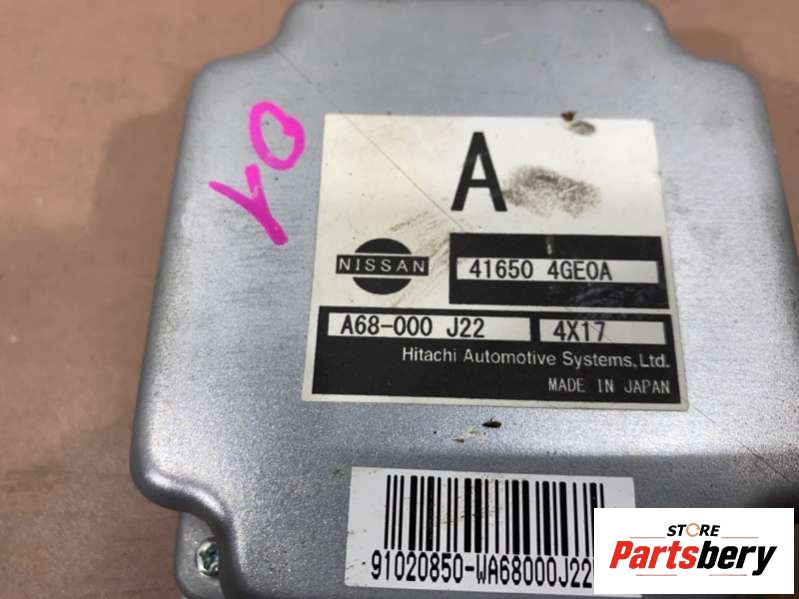 YO
A
NISSAN
41650 4GE0A
A68-000 J22
4X17
Hitachi Automotive Systems,Ltd.
MADE IN JAPAN
91020850-WA68000J22
STORE
Partsbery